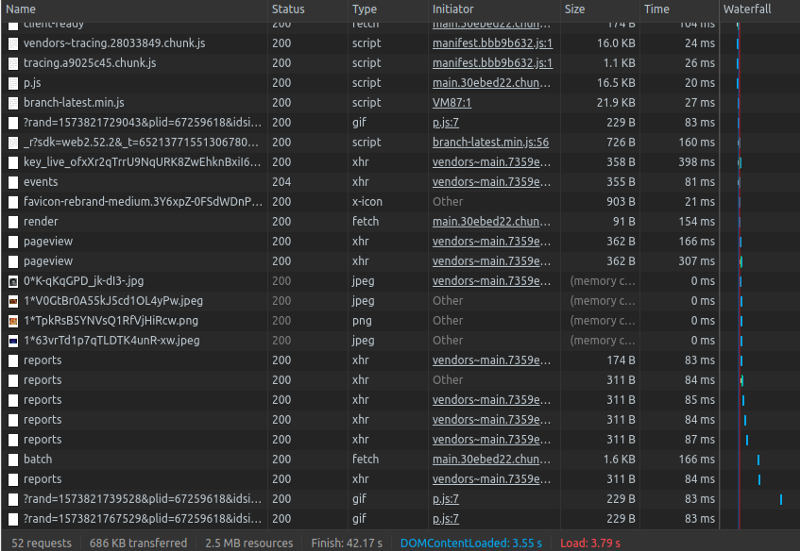 Name Status Type Initiator Size Time Waterfall
client-ready 200 fetch main.30ebed22.chun… 174 B 104 ms
vendors~tracing.28033849.chunk.js 200 script manifest.bbb9b632.js:1 16.0 KB 24 ms
tracing.a9025c45.chunk.js 200 script manifest.bbb9b632.js:1 1.1 KB 26 ms
p.js 200 script main.30ebed22.chun… 16.5 KB 20 ms
branch-latest.min.js 200 script VM87:1 21.9 KB 27 ms
?rand=1573821729043&plid=67259618&idsi… 200 gif p.js:7 229 B 83 ms
_r?sdk=web2.52.2&_t=65213771551306780… 200 script branch-latest.min.js:56 726 B 160 ms
key_live_ofxXr2qTrrU9NqURK8ZwEhknBxiI6… 200 xhr vendors~main.7359e… 358 B 398 ms
events 204 xhr vendors~main.7359e… 355 B 81 ms
favicon-rebrand-medium.3Y6xpZ-0FSdWDnP… 200 x-icon Other 903 B 21 ms
render 200 fetch main.30ebed22.chun… 91 B 154 ms
pageview 200 xhr vendors~main.7359e… 362 B 166 ms
pageview 200 xhr vendors~main.7359e… 362 B 307 ms
0*K-qKqGPD_jk-dI3-.jpg 200 jpeg vendors~main.7359e… (memory c… 0 ms
1*V0GtBr0A55kJ5cd1OL4yPw.jpeg 200 jpeg Other (memory c… 0 ms
1*TpkRsB5YNVsQ1RfVjHiRcw.png 200 png Other (memory c… 0 ms
1*63vrTd1p7qTLDTK4unR-xw.jpeg 200 jpeg Other (memory c… 0 ms
reports 200 xhr vendors~main.7359e… 174 B 83 ms
reports 200 xhr Other 311 B 84 ms
reports 200 xhr vendors~main.7359e… 311 B 85 ms
reports 200 xhr vendors~main.7359e… 311 B 84 ms
reports 200 xhr vendors~main.7359e… 311 B 87 ms
batch 200 fetch main.30ebed22.chun… 1.6 KB 166 ms
reports 200 xhr vendors~main.7359e… 311 B 84 ms
?rand=1573821739528&plid=67259618&idsi… 200 gif p.js:7 229 B 83 ms
?rand=1573821767529&plid=67259618&idsi… 200 gif p.js:7 229 B 83 ms
52 requests 686 KB transferred 2.5 MB resources Finish: 42.17 s DOMContentLoaded: 3.55 s Load: 3.79 s